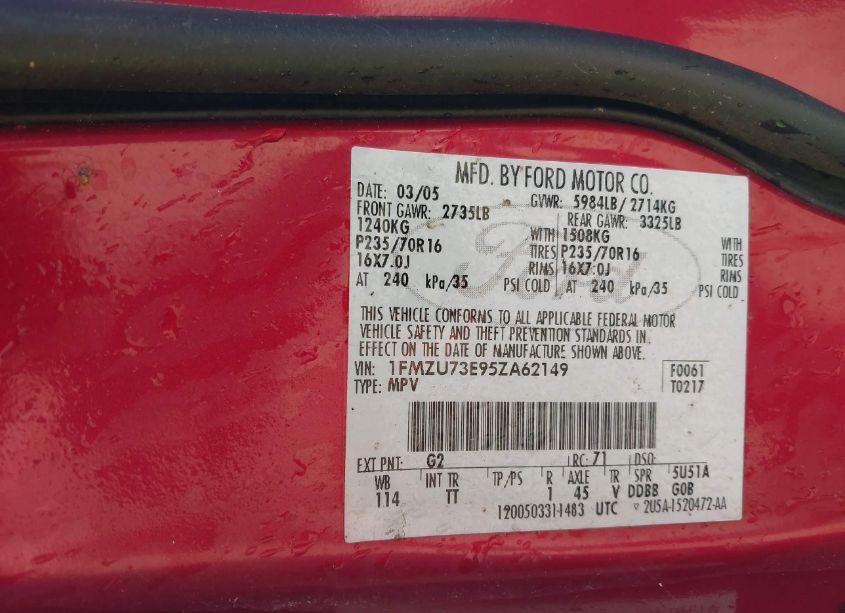 MFD. BY FORD MOTOR CO.
DATE: 03/05 GVWR: 5984LB / 2714KG
FRONT GAWR: 2735LB REAR GAWR: 3325LB
1240KG WITH 1508KG WITH
P235/70R16 TIRES P235/70R16 TIRES
16X7.0J RIMS 16X7.0J RIMS
AT 240 kPa/35 PSI COLD AT 240 kPa/35 PSI COLD
Ford
THIS VEHICLE CONFORMS TO ALL APPLICABLE FEDERAL MOTOR
VEHICLE SAFETY AND THEFT PREVENTION STANDARDS IN
EFFECT ON THE DATE OF MANUFACTURE SHOWN ABOVE.
VIN: 1FMZU73E95ZA62149 F0061
TYPE: MPV T0217
EXT PNT: G2 RC: 71 DSO:
WB INT TR TP/PS R AXLE TR SPR 5U51A
114 TT 1 45 V DDBB G0B
1200503311483 UTC 2U5A-1520472-AA